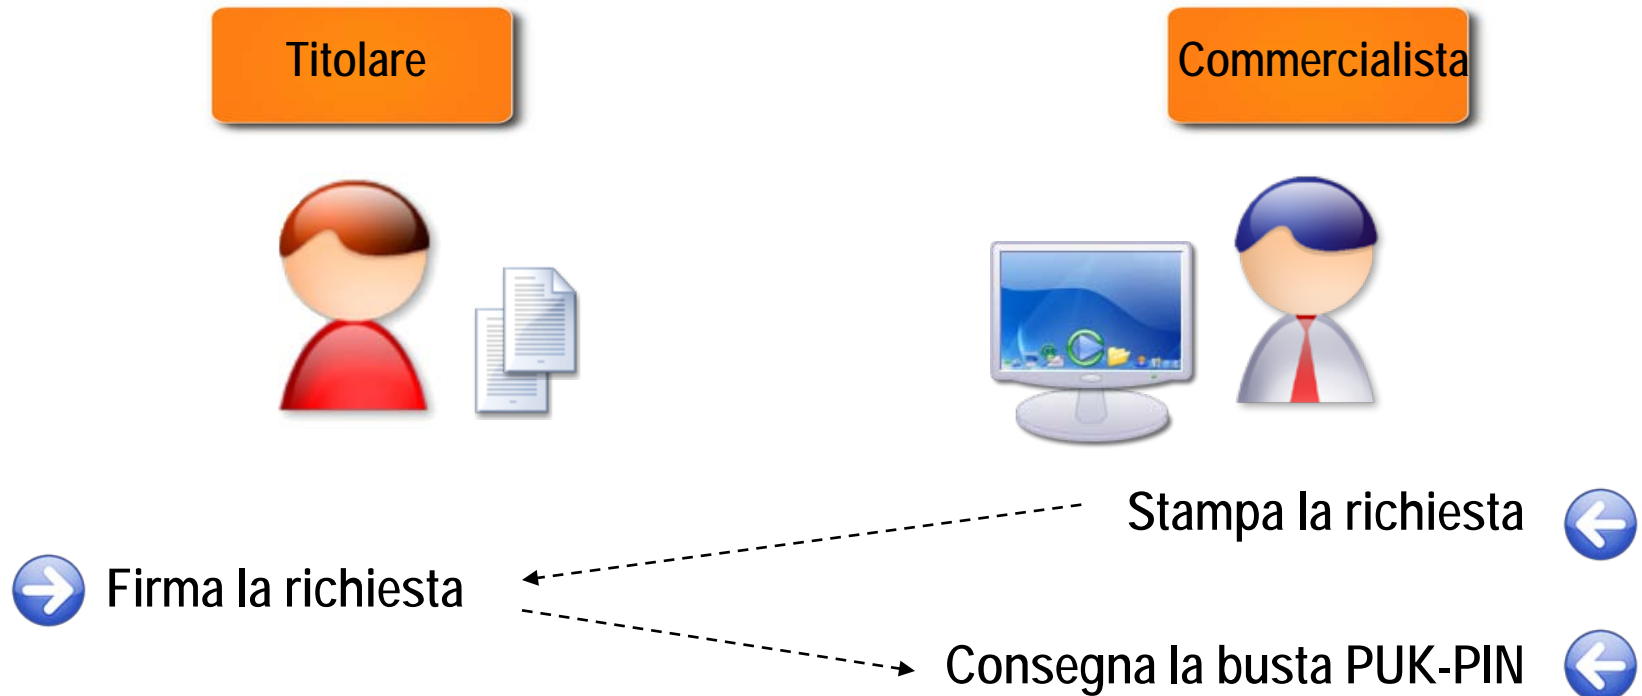 Titolare
Commercialista
Stampa la richiesta
Firma la richiesta
Consegna la busta PUK-PIN